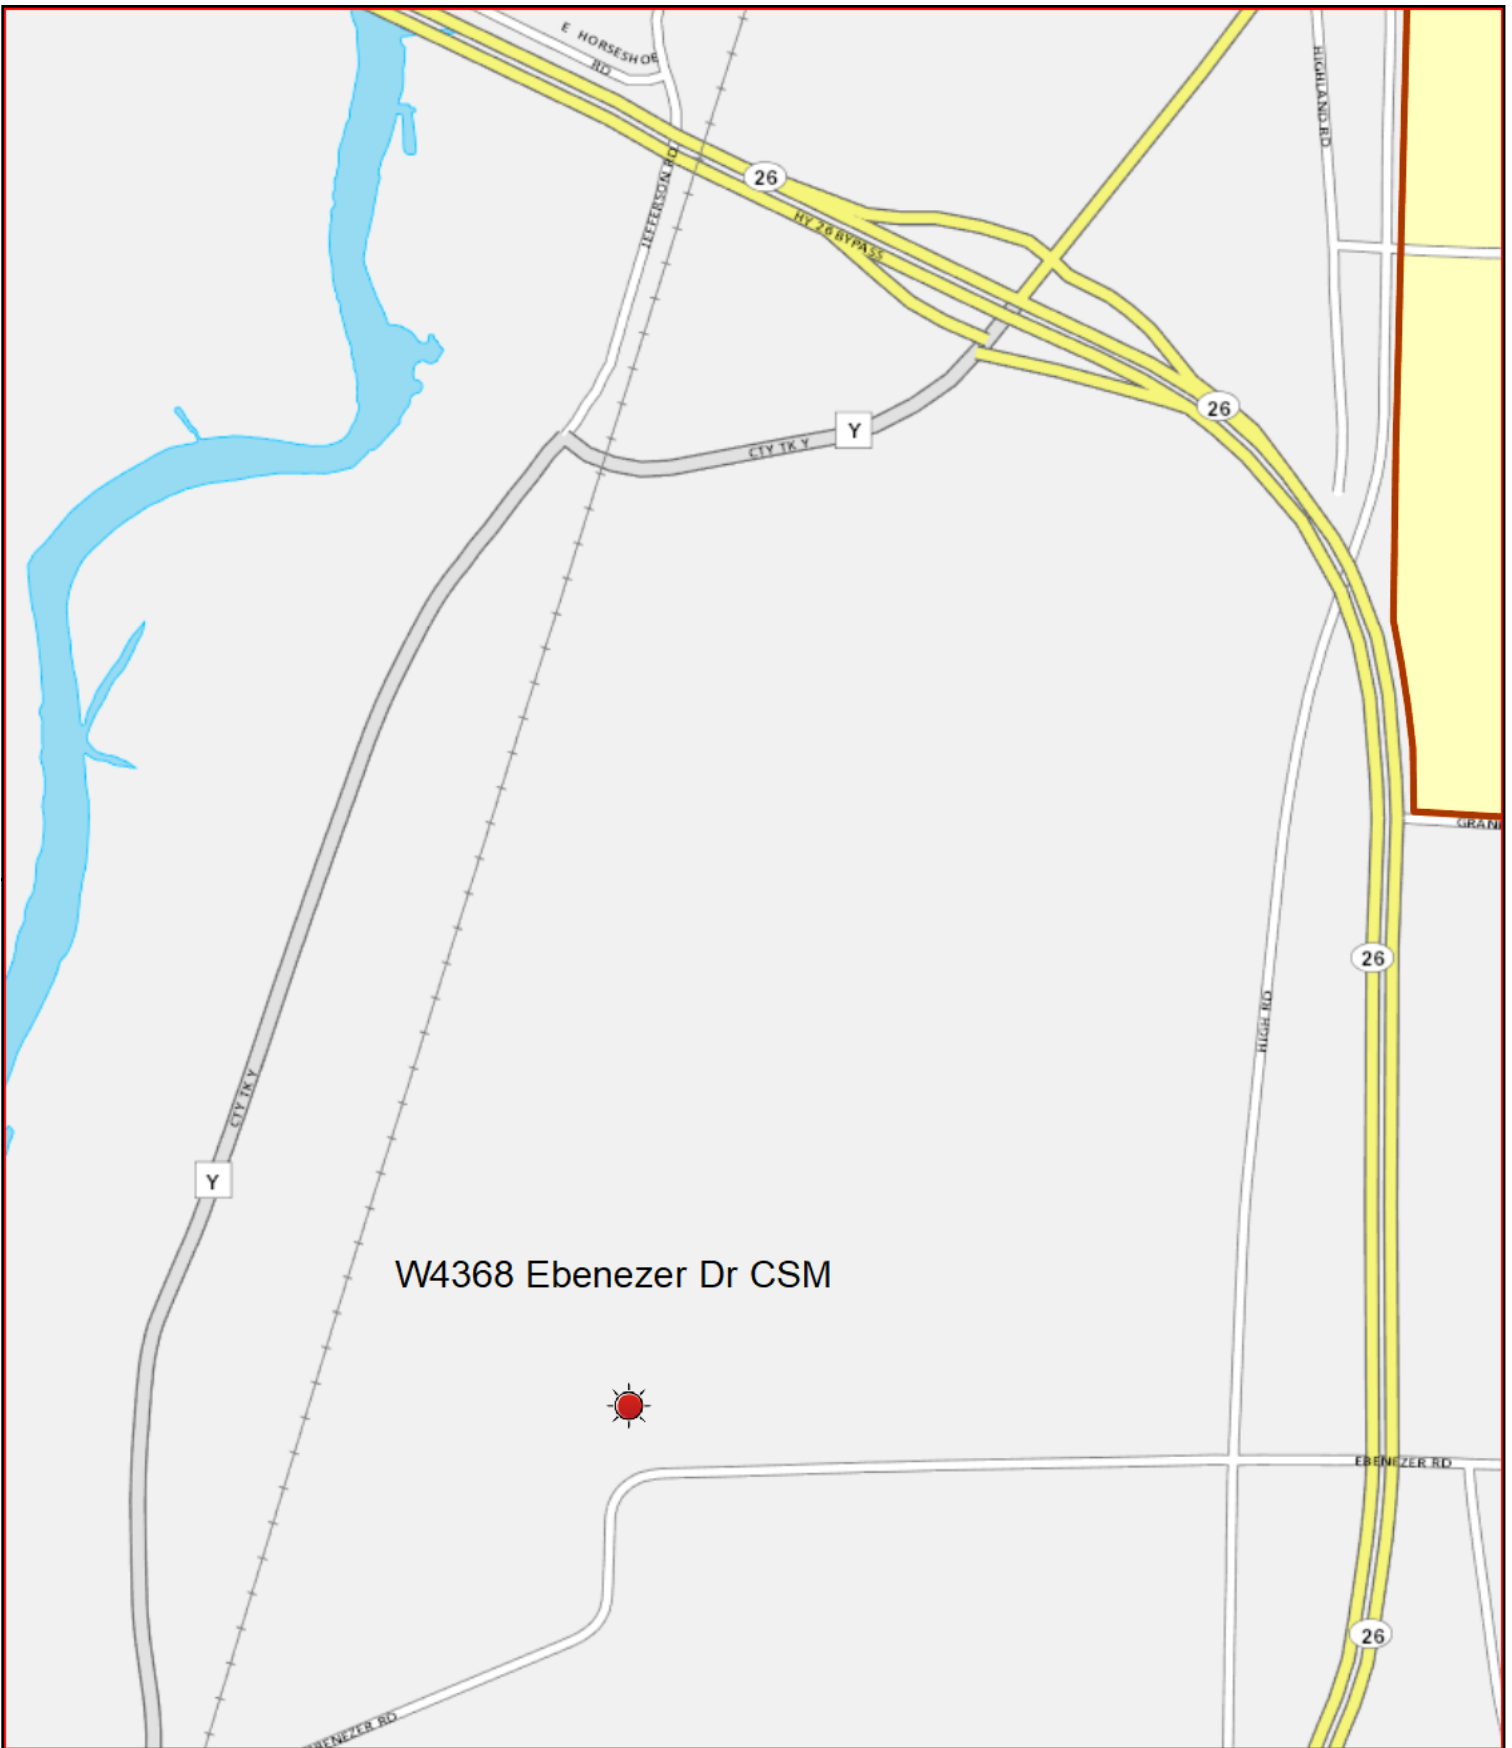 E HORSESHOE
RD
HIGHLAND RD
JEFFERSON RD
26
HY 26 BYPASS
26
Y
CTY TK Y
GRAN
26
HIGH RD
CTY TK Y
Y
W4368 Ebenezer Dr CSM
EBENEZER RD
26
EBENEZER RD